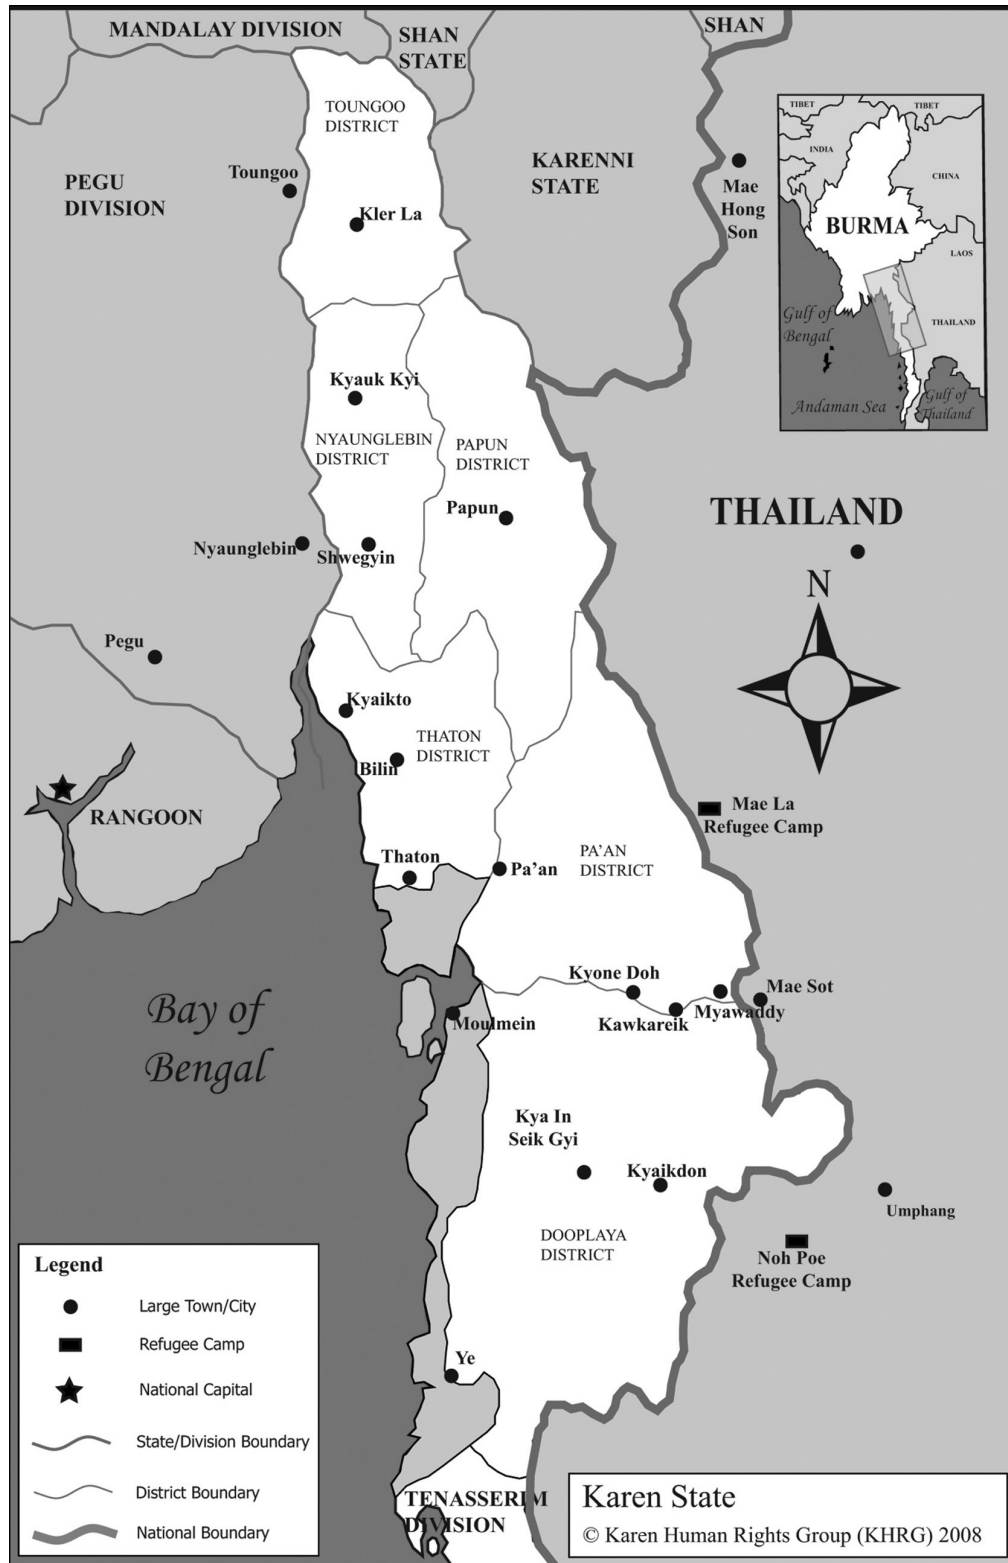 MANDALAY DIVISION
SHAN
STATE
SHAN
TOUNGOO
DISTRICT
KARENNI
STATE
PEGU
DIVISION
Toungoo
Kler La
Mae
Hong
Son
TIBET
TIBET
INDIA
CHINA
BURMA
LAOS
Gulf of
Bengal
THAILAND
Andaman Sea
Gulf of
Thailand
Kyauk Kyi
NYAUNGLEBIN
DISTRICT
PAPUN
DISTRICT
Papun
THAILAND
Nyaunglebin
Shwegyin
N
Pegu
Kyaikto
THATON
DISTRICT
Bilin
RANGOON
Mae La
Refugee Camp
Thaton
Pa’an
PA’AN
DISTRICT
Kyone Doh
Mae Sot
Kawkareik
Myawaddy
Bay of
Bengal
Moulmein
Kya In
Seik Gyi
Kyaikdon
Umphang
DOOPLAYA
DISTRICT
Noh Poe
Refugee Camp
Ye
Legend
Large Town/City
Refugee Camp
National Capital
State/Division Boundary
District Boundary
National Boundary
TENASSERIM
DIVISION
Karen State
© Karen Human Rights Group (KHRG) 2008